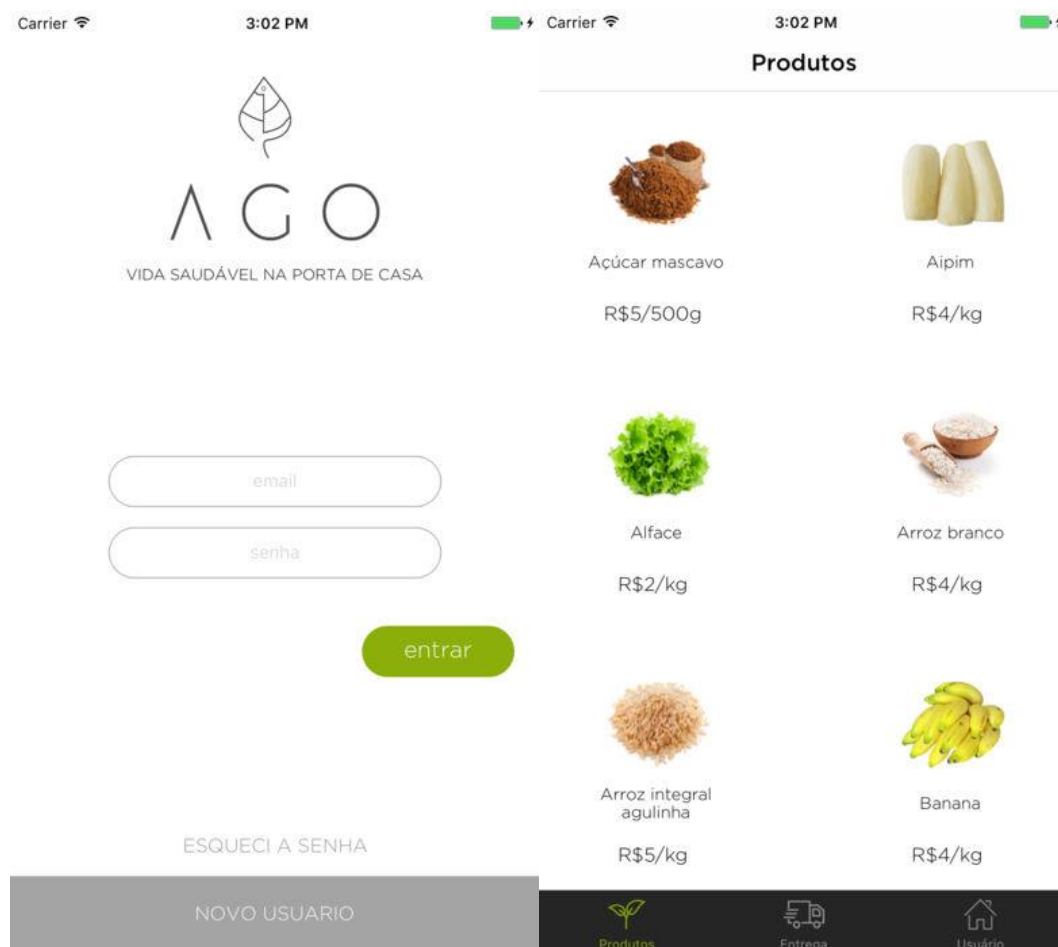 Carrier 3:02 PM
AGO
VIDA SAUDÁVEL NA PORTA DE CASA
email
senha
entrar
ESQUECI A SENHA
NOVO USUARIO
Carrier 3:02 PM
Produtos
Açúcar mascavo
R$5/500g
Aipim
R$4/kg
Alface
R$2/kg
Arroz branco
R$4/kg
Arroz integral
agulinha
R$5/kg
Banana
R$4/kg
Produtos Entrega Usuário